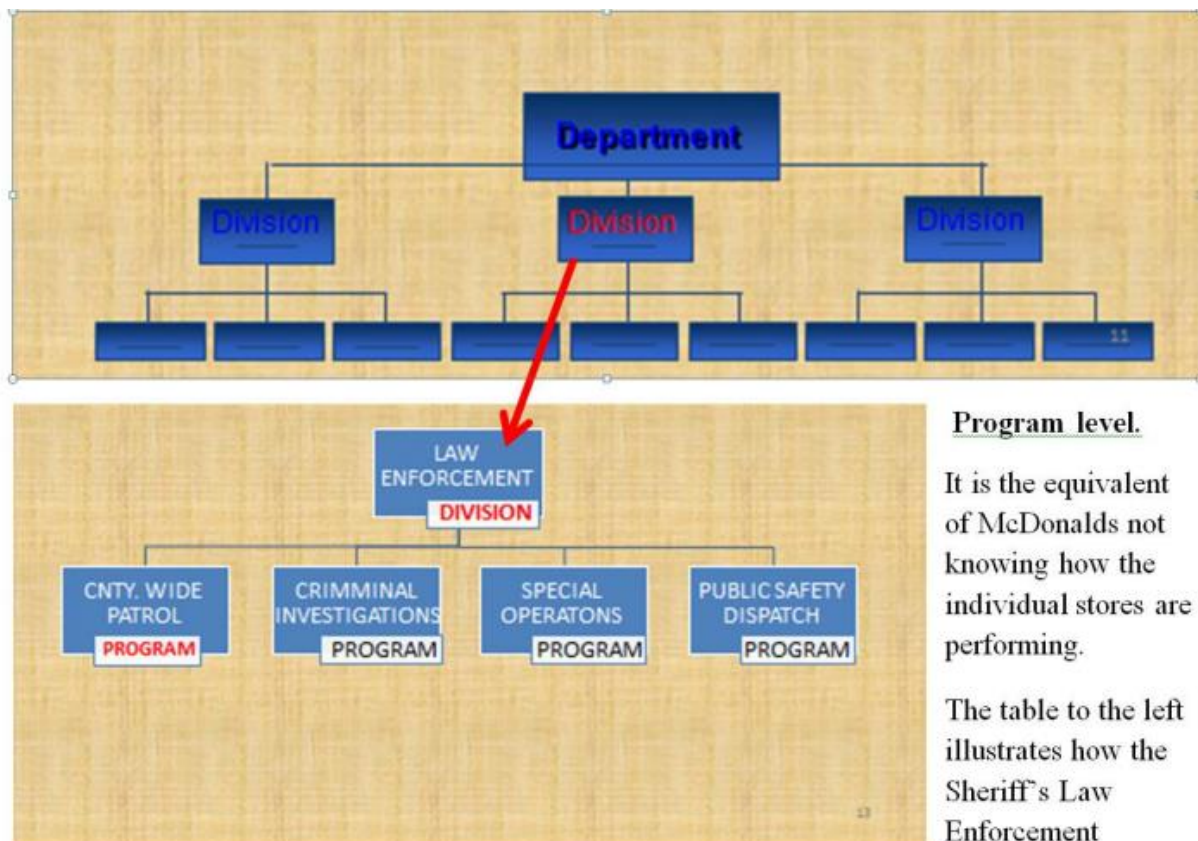 Department
Division
Division
Division
11
LAW
ENFORCEMENT
DIVISION
CNTY. WIDE
PATROL
PROGRAM
CRIMMINAL
INVESTIGATIONS
PROGRAM
SPECIAL
OPERATONS
PROGRAM
PUBLIC SAFETY
DISPATCH
PROGRAM
13
Program level.
It is the equivalent
of McDonalds not
knowing how the
individual stores are
performing.
The table to the left
illustrates how the
Sheriff’s Law
Enforcement